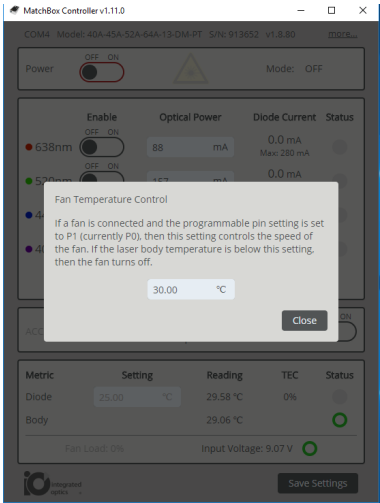 MatchBox Controller v1.11.0
COM4 Model: 40A-45A-52A-64A-13-DM-PT S/N: 913652 v1.8.80 more...
Power OFF ON Mode: OFF
Enable Optical Power Diode Current Status
OFF ON
638nm 88 mA 0.0 mA
Max: 280 mA
OFF ON
520nm 157 mA 0.0 mA
Fan Temperature Control
If a fan is connected and the programmable pin setting is set
to P1 (currently P0), then this setting controls the speed of
the fan. If the laser body temperature is below this setting,
then the fan turns off.
30.00 °C
Close
ACC ON
Metric Setting Reading TEC Status
Diode 25.00 °C 29.58 °C 0%
Body 29.06 °C
Fan Load: 0% Input Voltage: 9.07 V
integrated
optics
Save Settings